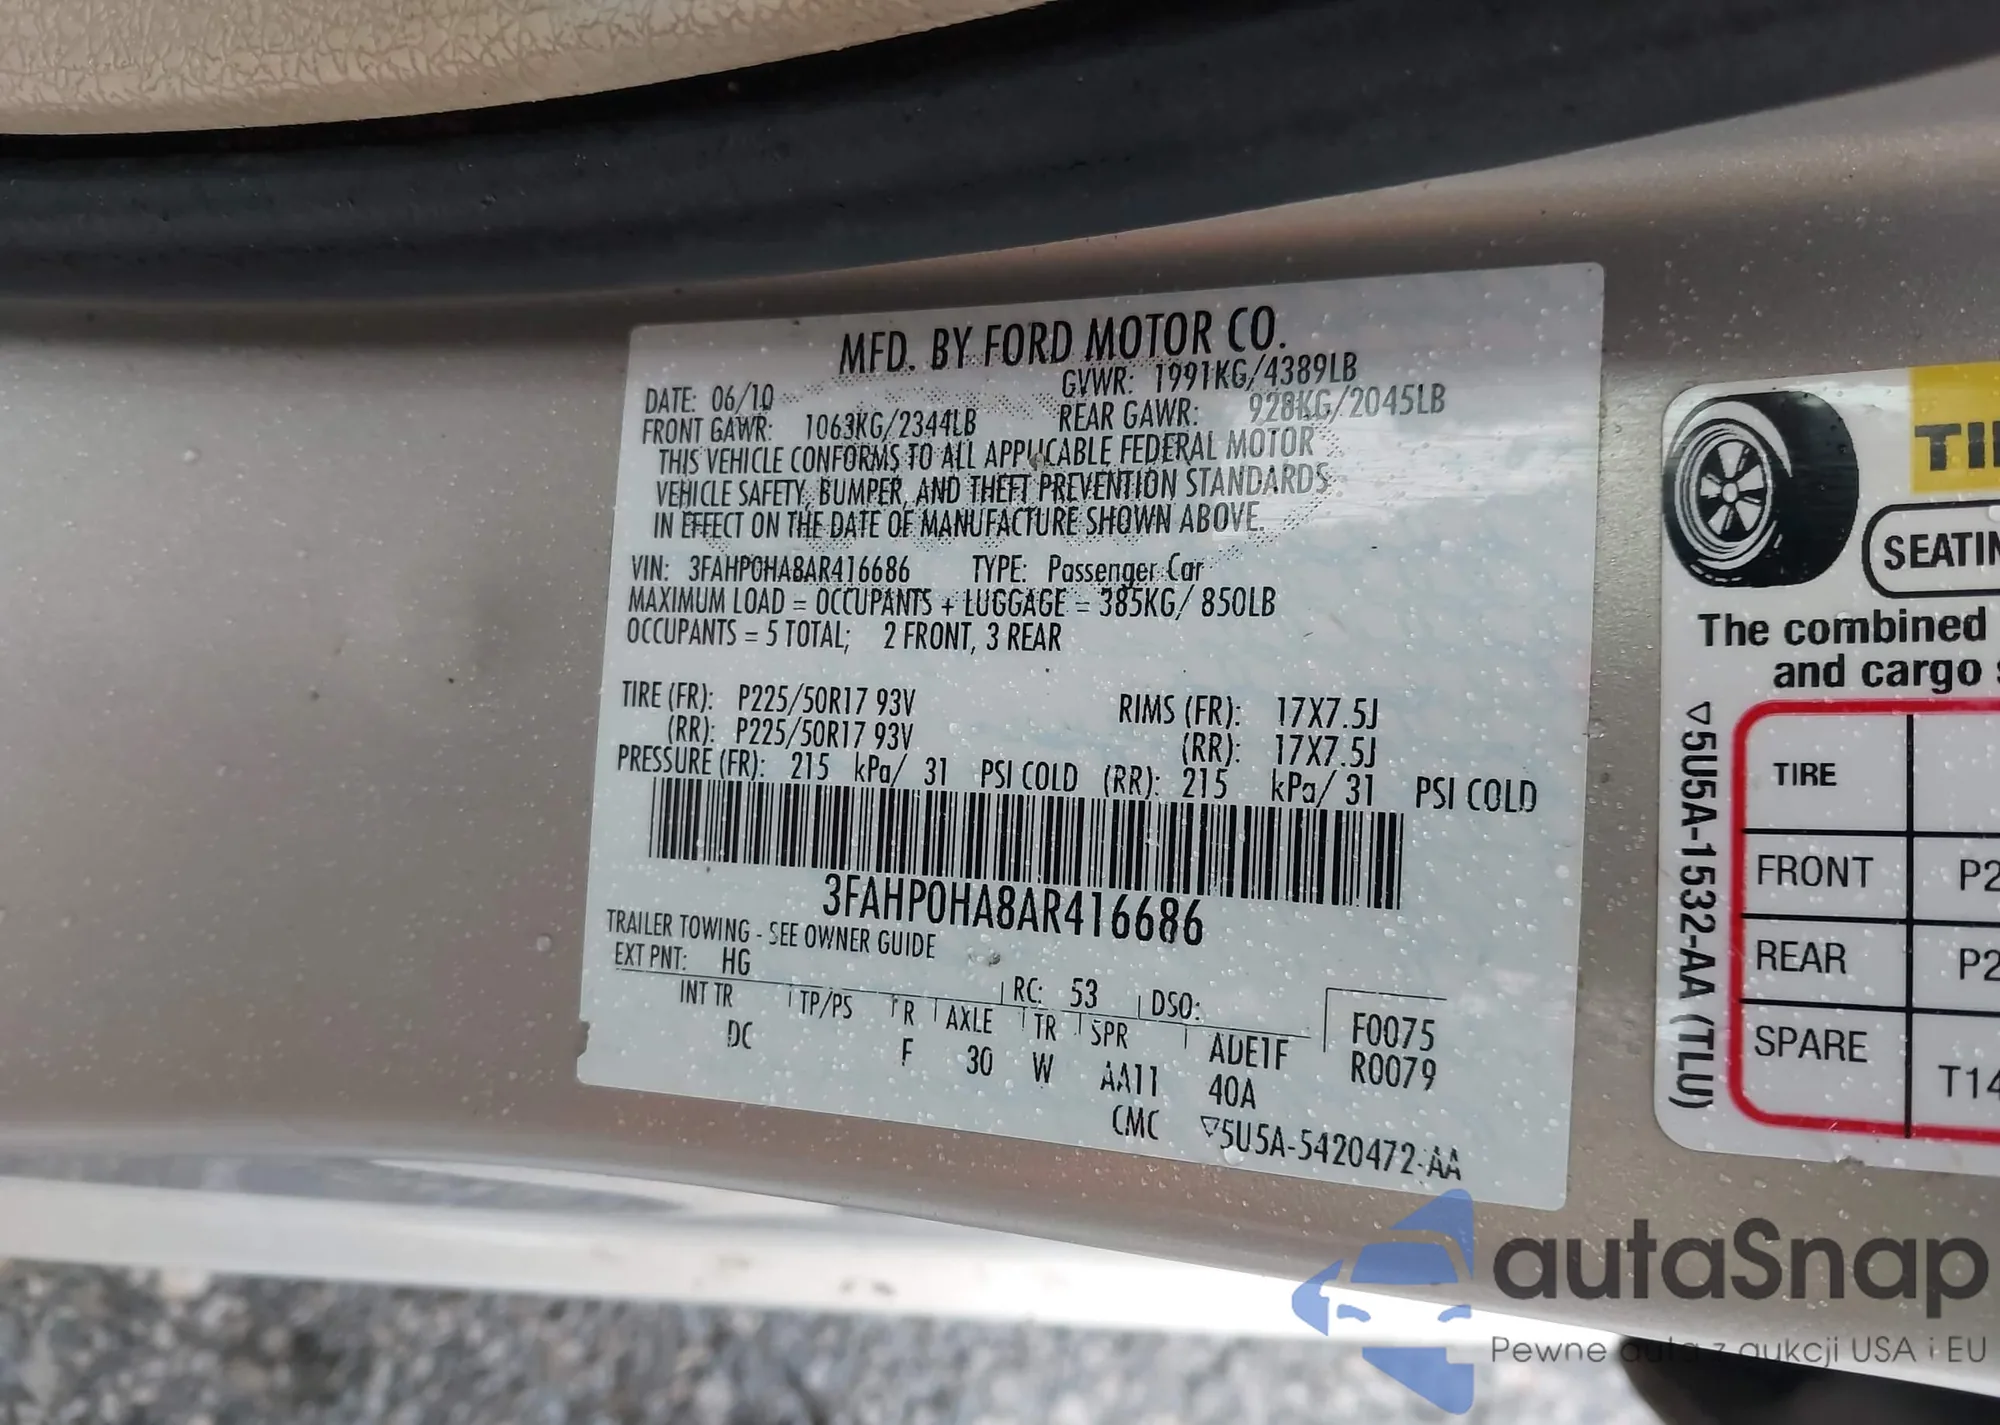 MFD. BY FORD MOTOR CO.
DATE: 06/10 GVWR: 1991KG/4389LB
FRONT GAWR: 1063KG/2344LB REAR GAWR: 928KG/2045LB
THIS VEHICLE CONFORMS TO ALL APPLICABLE FEDERAL MOTOR
VEHICLE SAFETY, BUMPER, AND THEFT PREVENTION STANDARDS
IN EFFECT ON THE DATE OF MANUFACTURE SHOWN ABOVE.
VIN: 3FAHP0HA8AR416686 TYPE: Passenger Car
MAXIMUM LOAD = OCCUPANTS + LUGGAGE = 385KG/ 850LB
OCCUPANTS = 5 TOTAL; 2 FRONT, 3 REAR
TIRE (FR): P225/50R17 93V RIMS (FR): 17X7.5J
(RR): P225/50R17 93V (RR): 17X7.5J
PRESSURE (FR): 215 kPa/ 31 PSI COLD (RR): 215 kPa/ 31 PSI COLD
3FAHP0HA8AR416686
TRAILER TOWING - SEE OWNER GUIDE
EXT PNT: HG RC: 53 DSO:
INT TR TP/PS R AXLE TR SPR ADE1F F0075
DC F 30 W AA11 40A R0079
CMC ▽5U5A-5420472-AA
TI
SEATIN
The combined
and cargo s
▽5U5A-1532-AA (TLU)
TIRE
FRONT P2
REAR P2
SPARE T14
autaSnap
Pewne auta z aukcji USA i EU